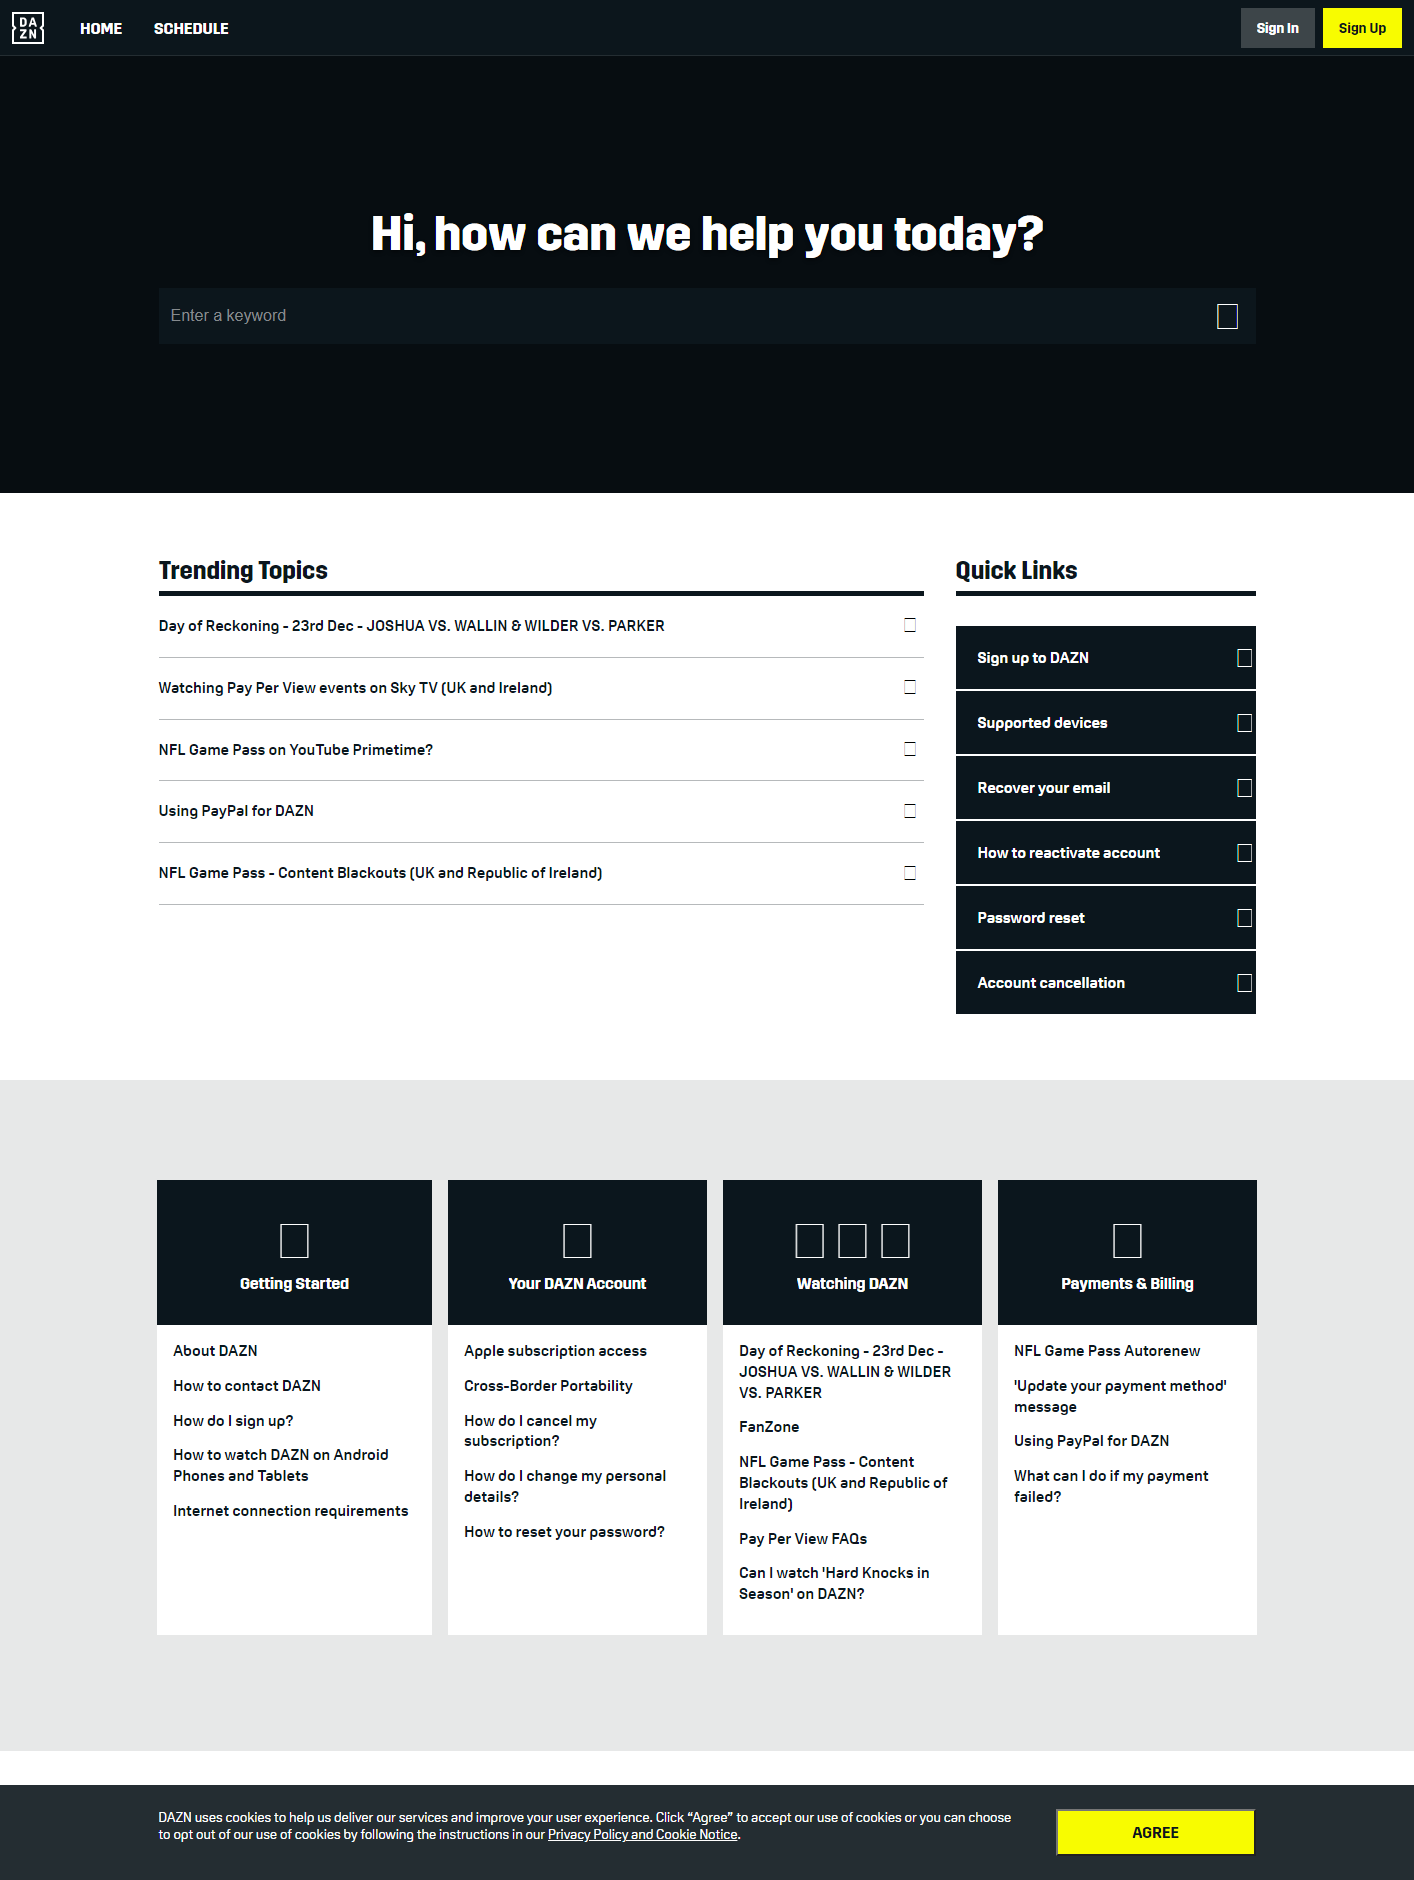 DAZN
HOME
SCHEDULE
Sign In
Sign Up
Hi, how can we help you today?
Enter a keyword
Trending Topics
Day of Reckoning - 23rd Dec - JOSHUA VS. WALLIN & WILDER VS. PARKER
Watching Pay Per View events on Sky TV (UK and Ireland)
NFL Game Pass on YouTube Primetime?
Using PayPal for DAZN
NFL Game Pass - Content Blackouts (UK and Republic of Ireland)
Quick Links
Sign up to DAZN
Supported devices
Recover your email
How to reactivate account
Password reset
Account cancellation
Getting Started
About DAZN
How to contact DAZN
How do I sign up?
How to watch DAZN on Android
Phones and Tablets
Internet connection requirements
Your DAZN Account
Apple subscription access
Cross-Border Portability
How do I cancel my
subscription?
How do I change my personal
details?
How to reset your password?
Watching DAZN
Day of Reckoning - 23rd Dec -
JOSHUA VS. WALLIN & WILDER
VS. PARKER
FanZone
NFL Game Pass - Content
Blackouts (UK and Republic of
Ireland)
Pay Per View FAQs
Can I watch 'Hard Knocks in
Season' on DAZN?
Payments & Billing
NFL Game Pass Autorenew
'Update your payment method'
message
Using PayPal for DAZN
What can I do if my payment
failed?
DAZN uses cookies to help us deliver our services and improve your user experience. Click “Agree” to accept our use of cookies or you can choose
to opt out of our use of cookies by following the instructions in our Privacy Policy and Cookie Notice.
AGREE